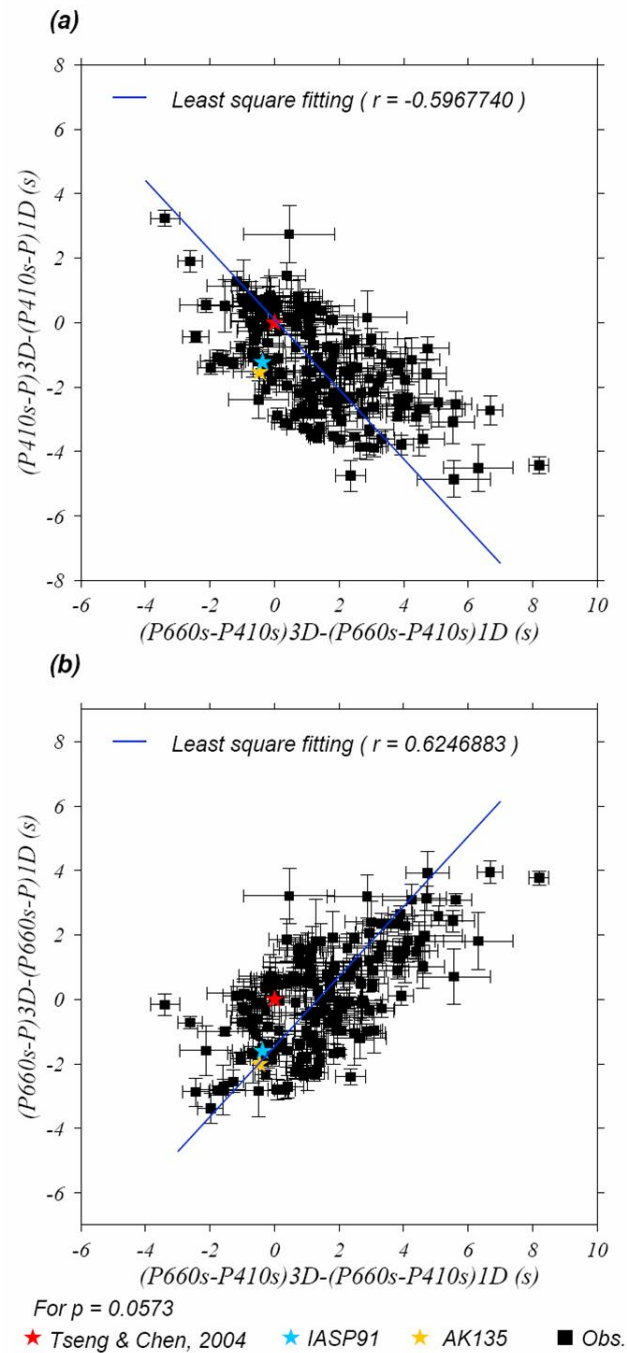 (a)
8
6
4
2
0
-2
-4
-6
-8
Least square fitting ( r = -0.5967740 )
(P410s-P)3D-(P410s-P)1D (s)
-6 -4 -2 0 2 4 6 8 10
(P660s-P410s)3D-(P660s-P410s)1D (s)
(b)
8
6
4
2
0
-2
-4
-6
Least square fitting ( r = 0.6246883 )
(P660s-P)3D-(P660s-P)1D (s)
-6 -4 -2 0 2 4 6 8 10
(P660s-P410s)3D-(P660s-P410s)1D (s)
For p = 0.0573
Tseng & Chen, 2004 IASP91 AK135 Obs.